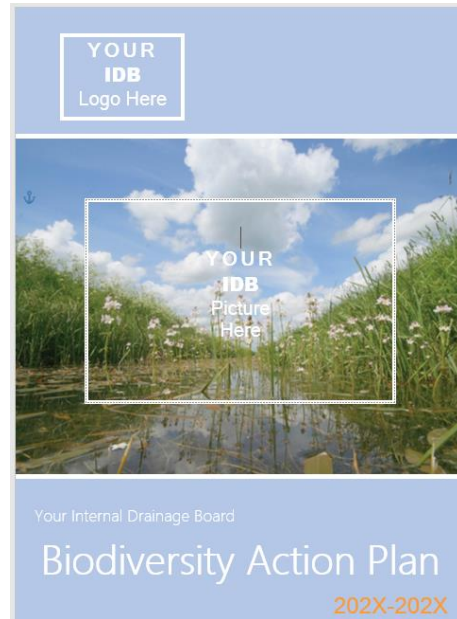 YOUR
IDB
Logo Here
YOUR
IDB
Picture
Here
Your Internal Drainage Board
Biodiversity Action Plan
202X-202X